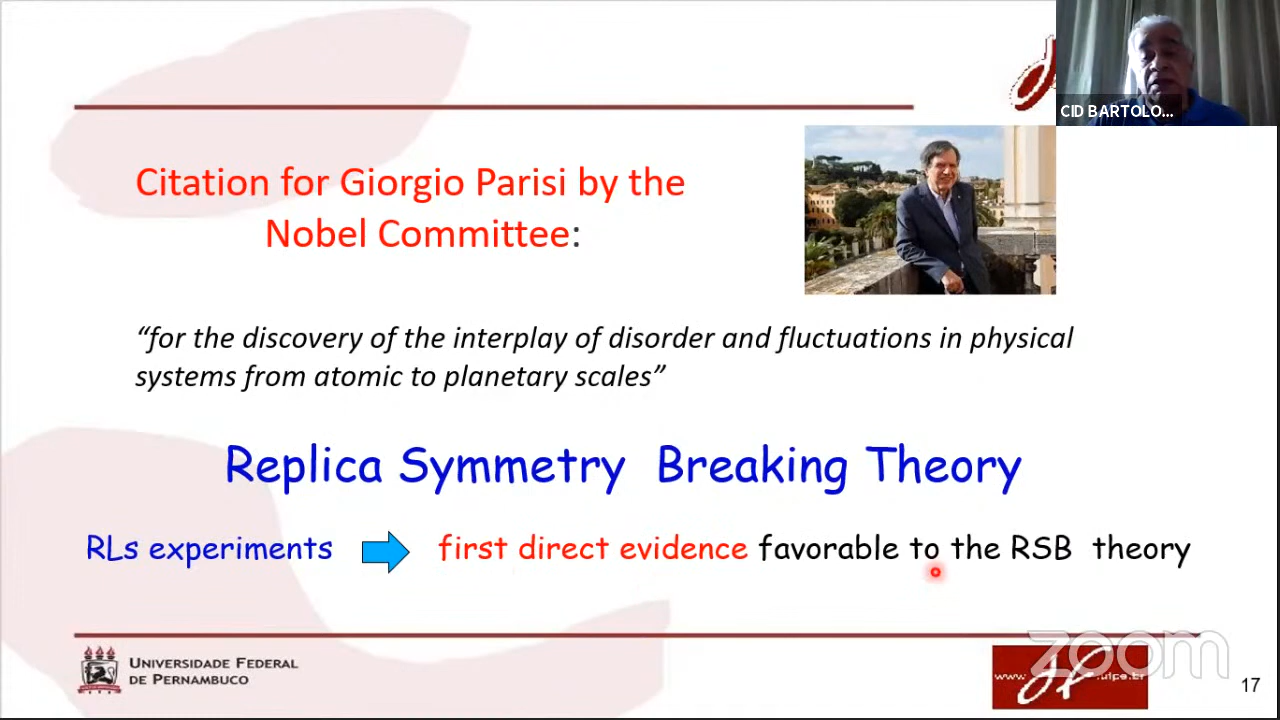 CID BARTOLO...
Citation for Giorgio Parisi by the
Nobel Committee:
“for the discovery of the interplay of disorder and fluctuations in physical
systems from atomic to planetary scales”
Replica Symmetry Breaking Theory
RLs experiments first direct evidence favorable to the RSB theory
UNIVERSIDADE FEDERAL
DE PERNAMBUCO
www
zoom
17